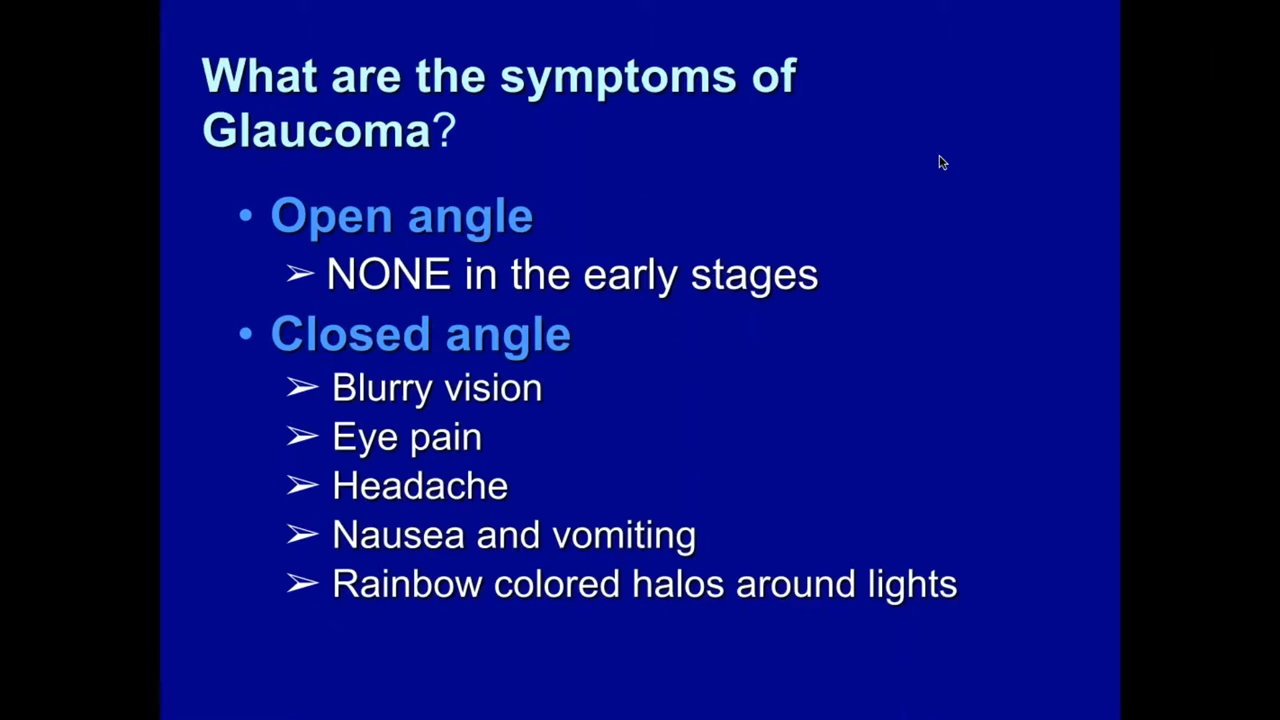 What are the symptoms of
Glaucoma?
• Open angle
➢ NONE in the early stages
• Closed angle
➢ Blurry vision
➢ Eye pain
➢ Headache
➢ Nausea and vomiting
➢ Rainbow colored halos around lights